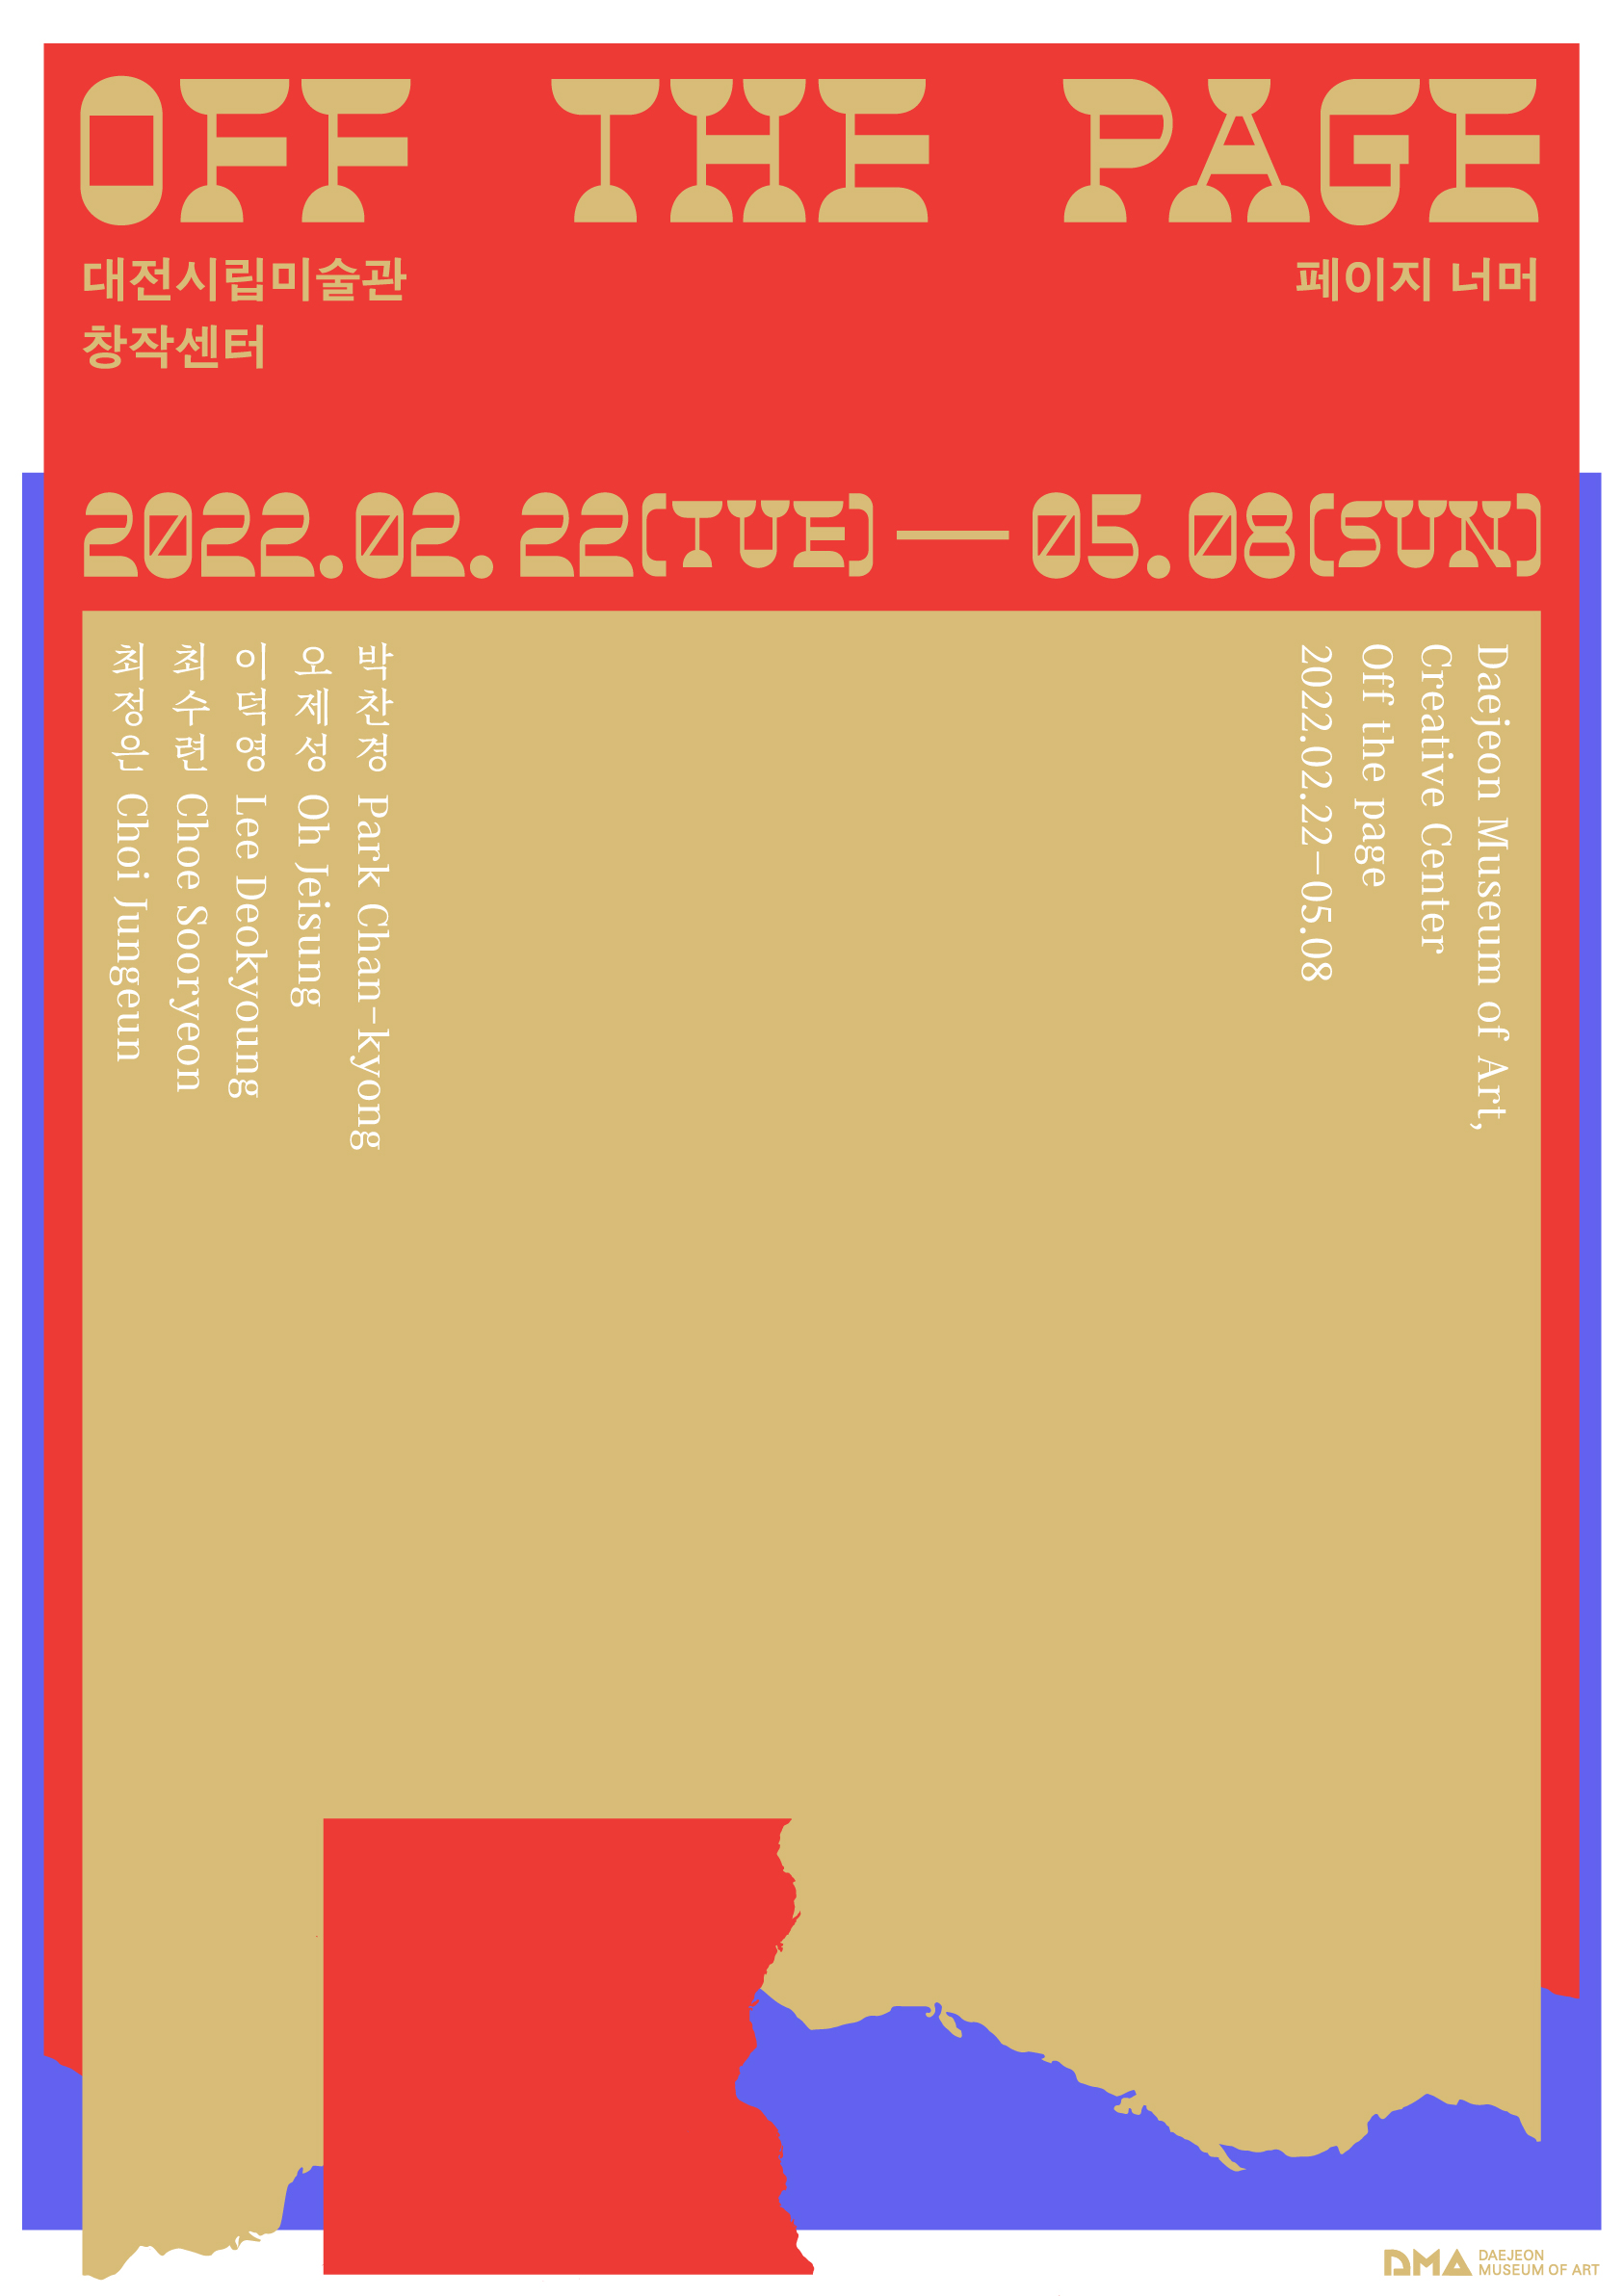 OFF THE PAGE
대전시립미술관
창작센터
페이지 너머
2022.02.22(TUE)—05.08(SUN)
Daejeon Museum of Art,
Creative Center
Off the page
2022.02.22–05.08
박찬경 Park Chan-kyong
오제성 Oh Jeisung
이덕영 Lee Deokyoung
최수련 Choe Sooryeon
최정은 Choi Jungeun
DMA DAEJEON
MUSEUM OF ART